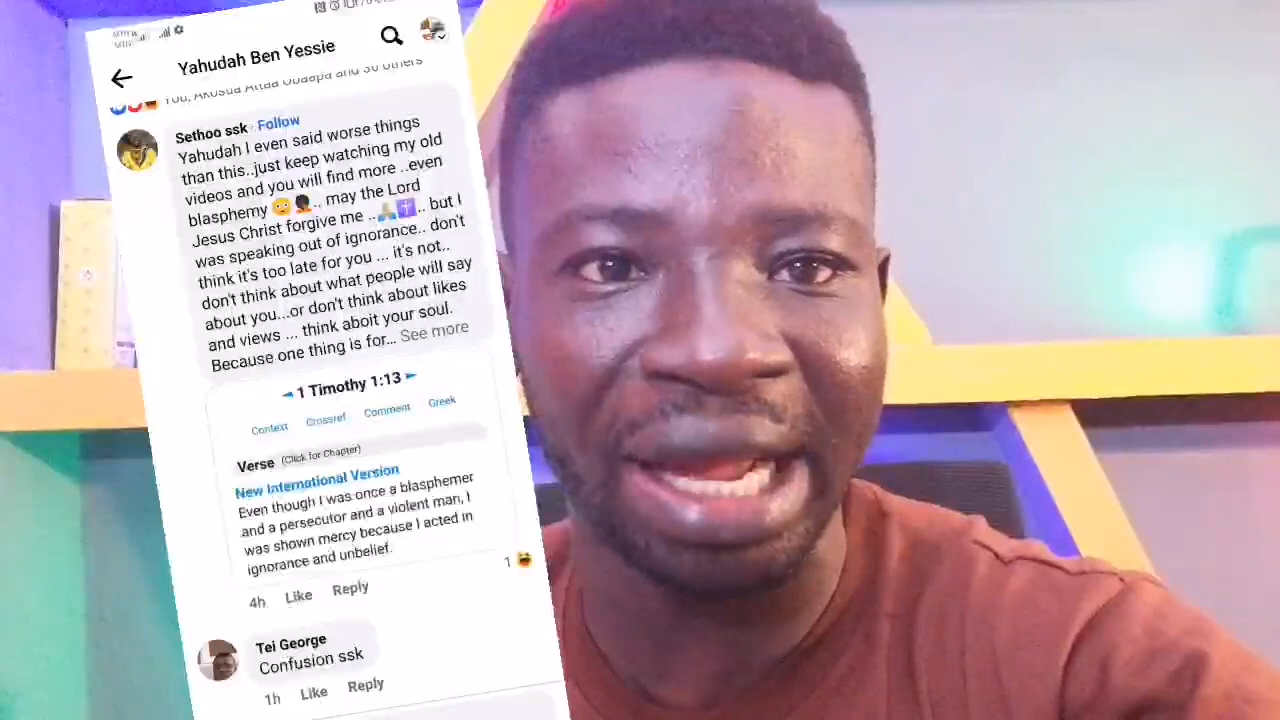 Yahudah Ben Yessie
You, Akosua Attaa Obaapa and 30 others
Sethoo ssk · Follow
Yahudah I even said worse things
than this..just keep watching my old
videos and you will find more ..even
blasphemy 😳🤦🏿.. may the Lord
Jesus Christ forgive me ..🙏✝️.. but I
was speaking out of ignorance.. don't
think it's too late for you ... it's not..
don't think about what people will say
about you...or don't think about likes
and views ... think aboit your soul.
Because one thing is for... See more
◄ 1 Timothy 1:13 ►
Context Crossref Comment Greek
Verse (Click for Chapter)
New International Version
Even though I was once a blasphemer
and a persecutor and a violent man, I
was shown mercy because I acted in
ignorance and unbelief.
1
4h Like Reply
Tei George
Confusion ssk
1h Like Reply